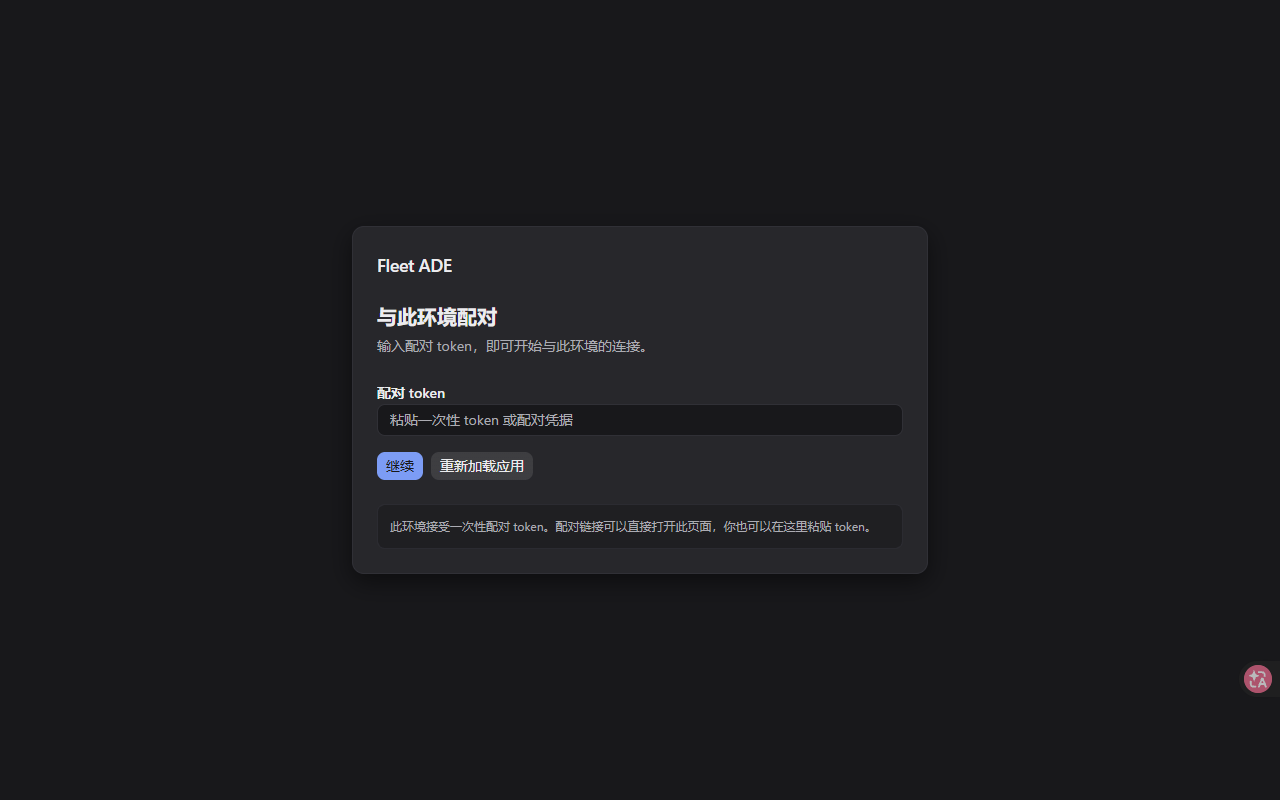 Fleet ADE
与此环境配对
输入配对 token，即可开始与此环境的连接。
配对 token
粘贴一次性 token 或配对凭据
继续 重新加载应用
此环境接受一次性配对 token。配对链接可以直接打开此页面，你也可以在这里粘贴 token。